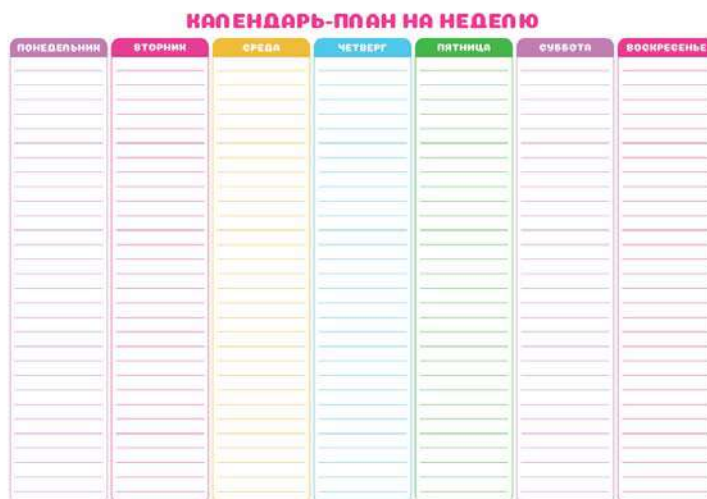 КАЛЕНДАРЬ-ПЛАН НА НЕДЕЛЮ
ПОНЕДЕЛЬНИК ВТОРНИК СРЕДА ЧЕТВЕРГ ПЯТНИЦА СУББОТА ВОСКРЕСЕНЬЕ